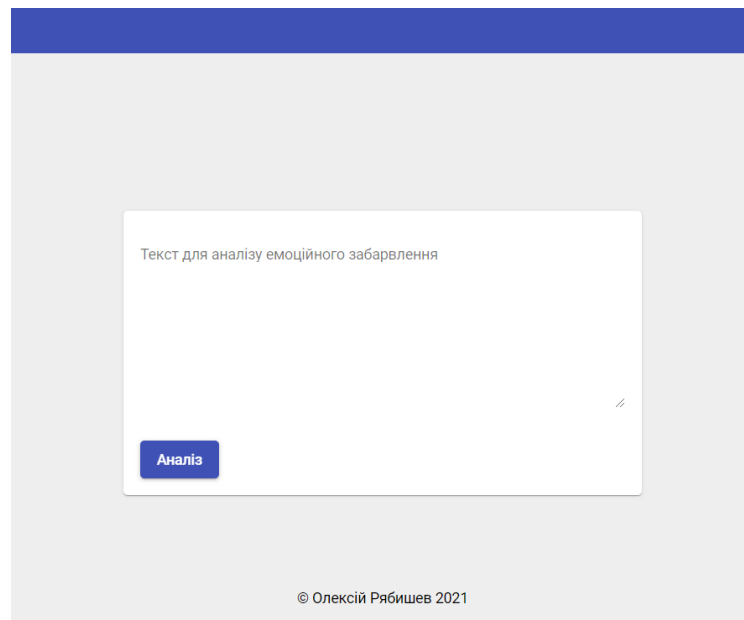 Текст для аналізу емоційного забарвлення
Аналіз
© Олексій Рябишев 2021